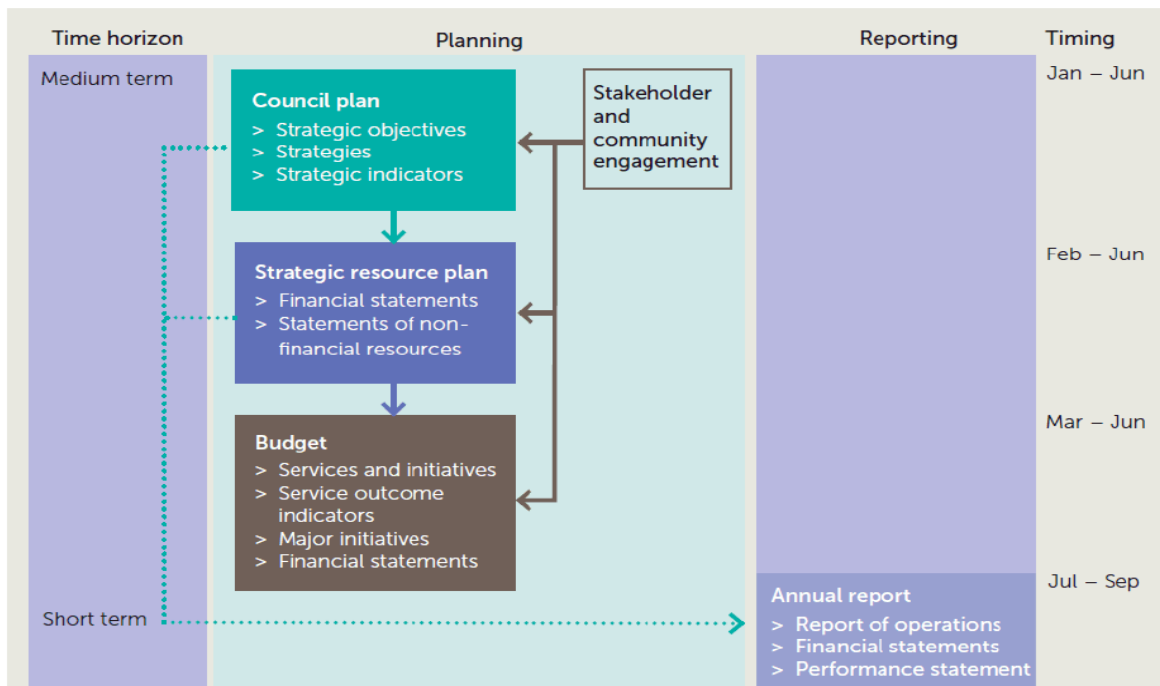 Time horizon
Planning
Reporting
Timing
Medium term
Jan – Jun
Council plan
> Strategic objectives
> Strategies
> Strategic indicators
Stakeholder
and
community
engagement
Feb – Jun
Strategic resource plan
> Financial statements
> Statements of non-
financial resources
Mar – Jun
Budget
> Services and initiatives
> Service outcome
indicators
> Major initiatives
> Financial statements
Jul – Sep
Short term
Annual report
> Report of operations
> Financial statements
> Performance statement